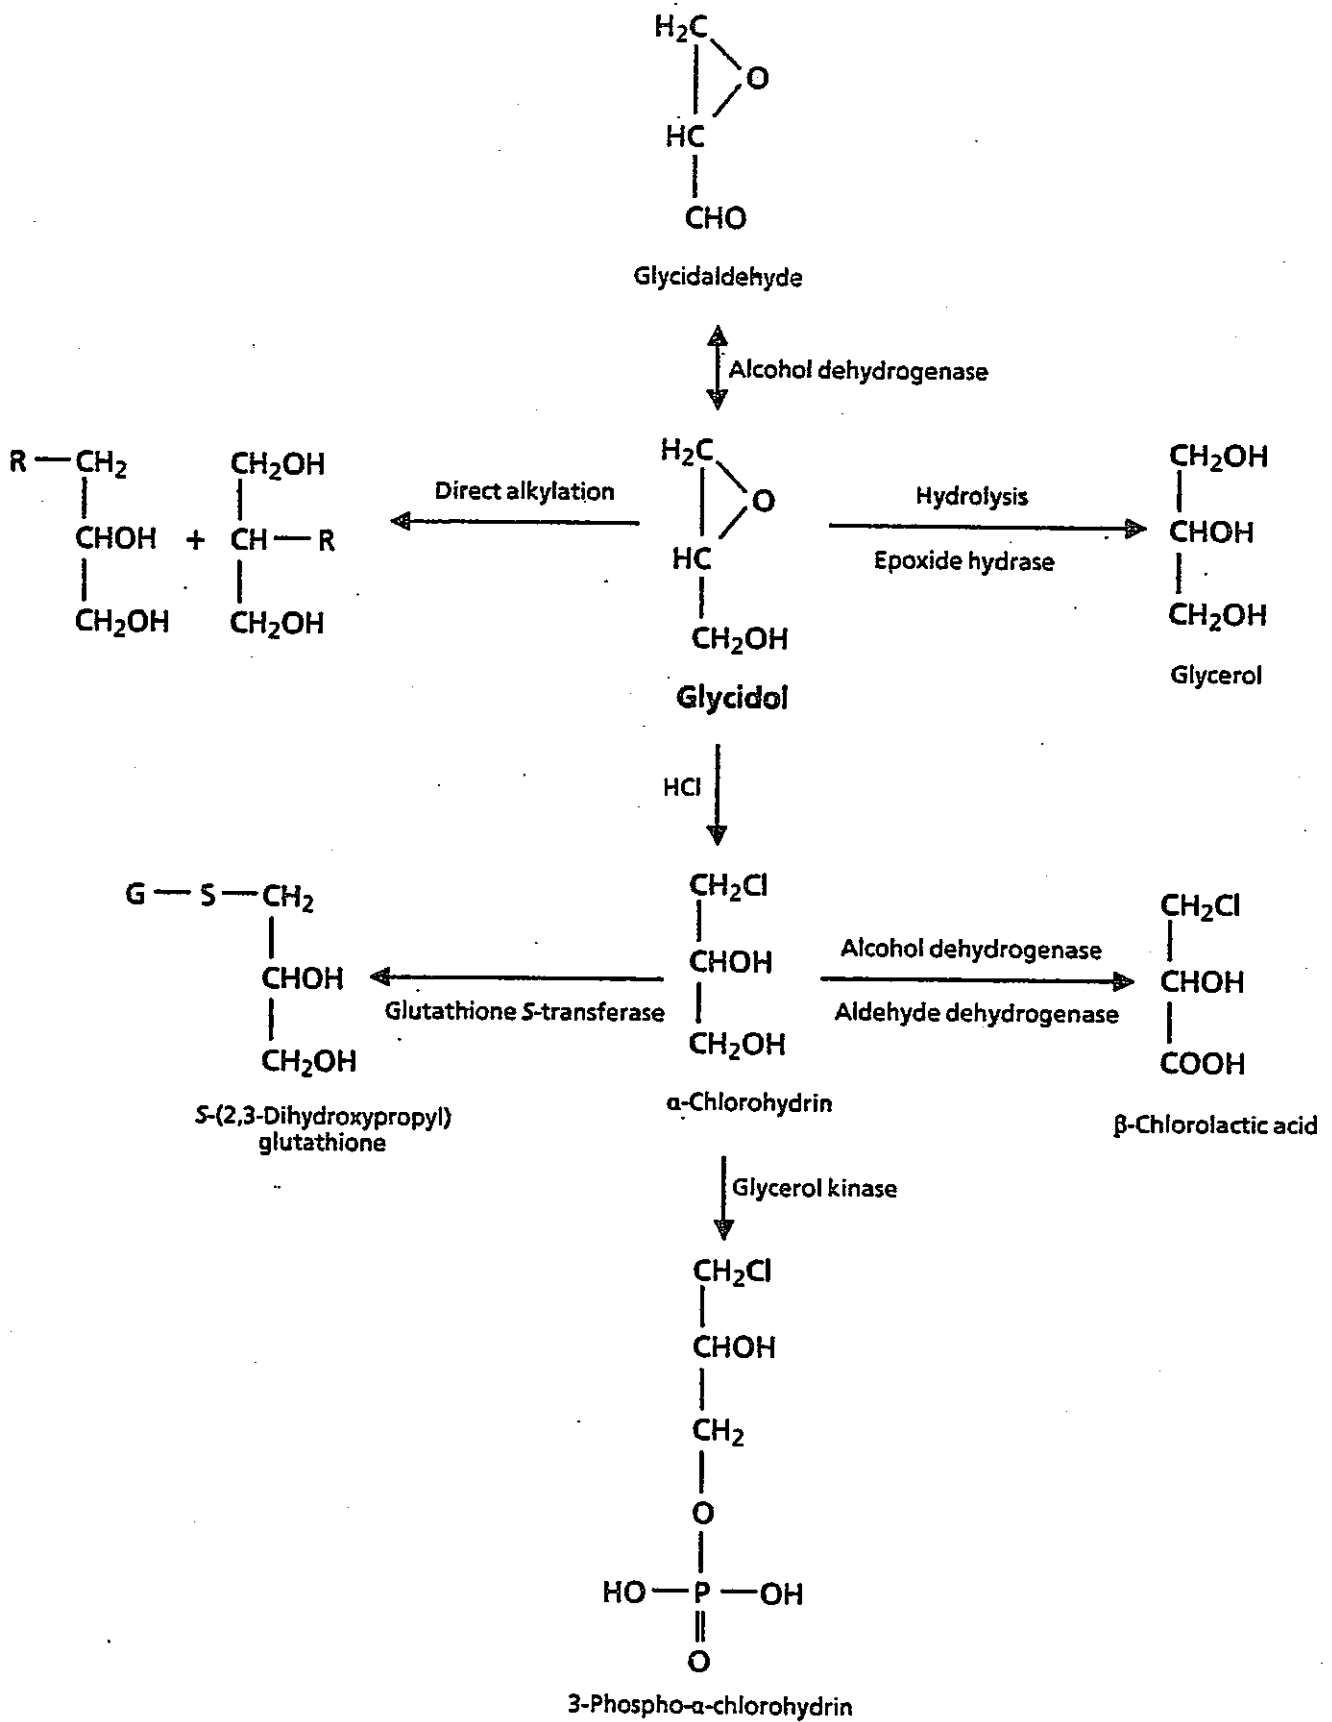 H₂C
O
HC
CHO
Glycidaldehyde
Alcohol dehydrogenase
R—CH₂
CHOH
CH₂OH
+
CH₂OH
CH—R
CH₂OH
Direct alkylation
H₂C
O
HC
CH₂OH
Glycidol
Hydrolysis
Epoxide hydrase
CH₂OH
CHOH
CH₂OH
Glycerol
HCl
G—S—CH₂
CHOH
CH₂OH
S-(2,3-Dihydroxypropyl)
glutathione
Glutathione S-transferase
CH₂Cl
CHOH
CH₂OH
α-Chlorohydrin
Alcohol dehydrogenase
Aldehyde dehydrogenase
CH₂Cl
CHOH
COOH
β-Chlorolactic acid
Glycerol kinase
CH₂Cl
CHOH
CH₂
O
HO—P—OH
O
3-Phospho-α-chlorohydrin